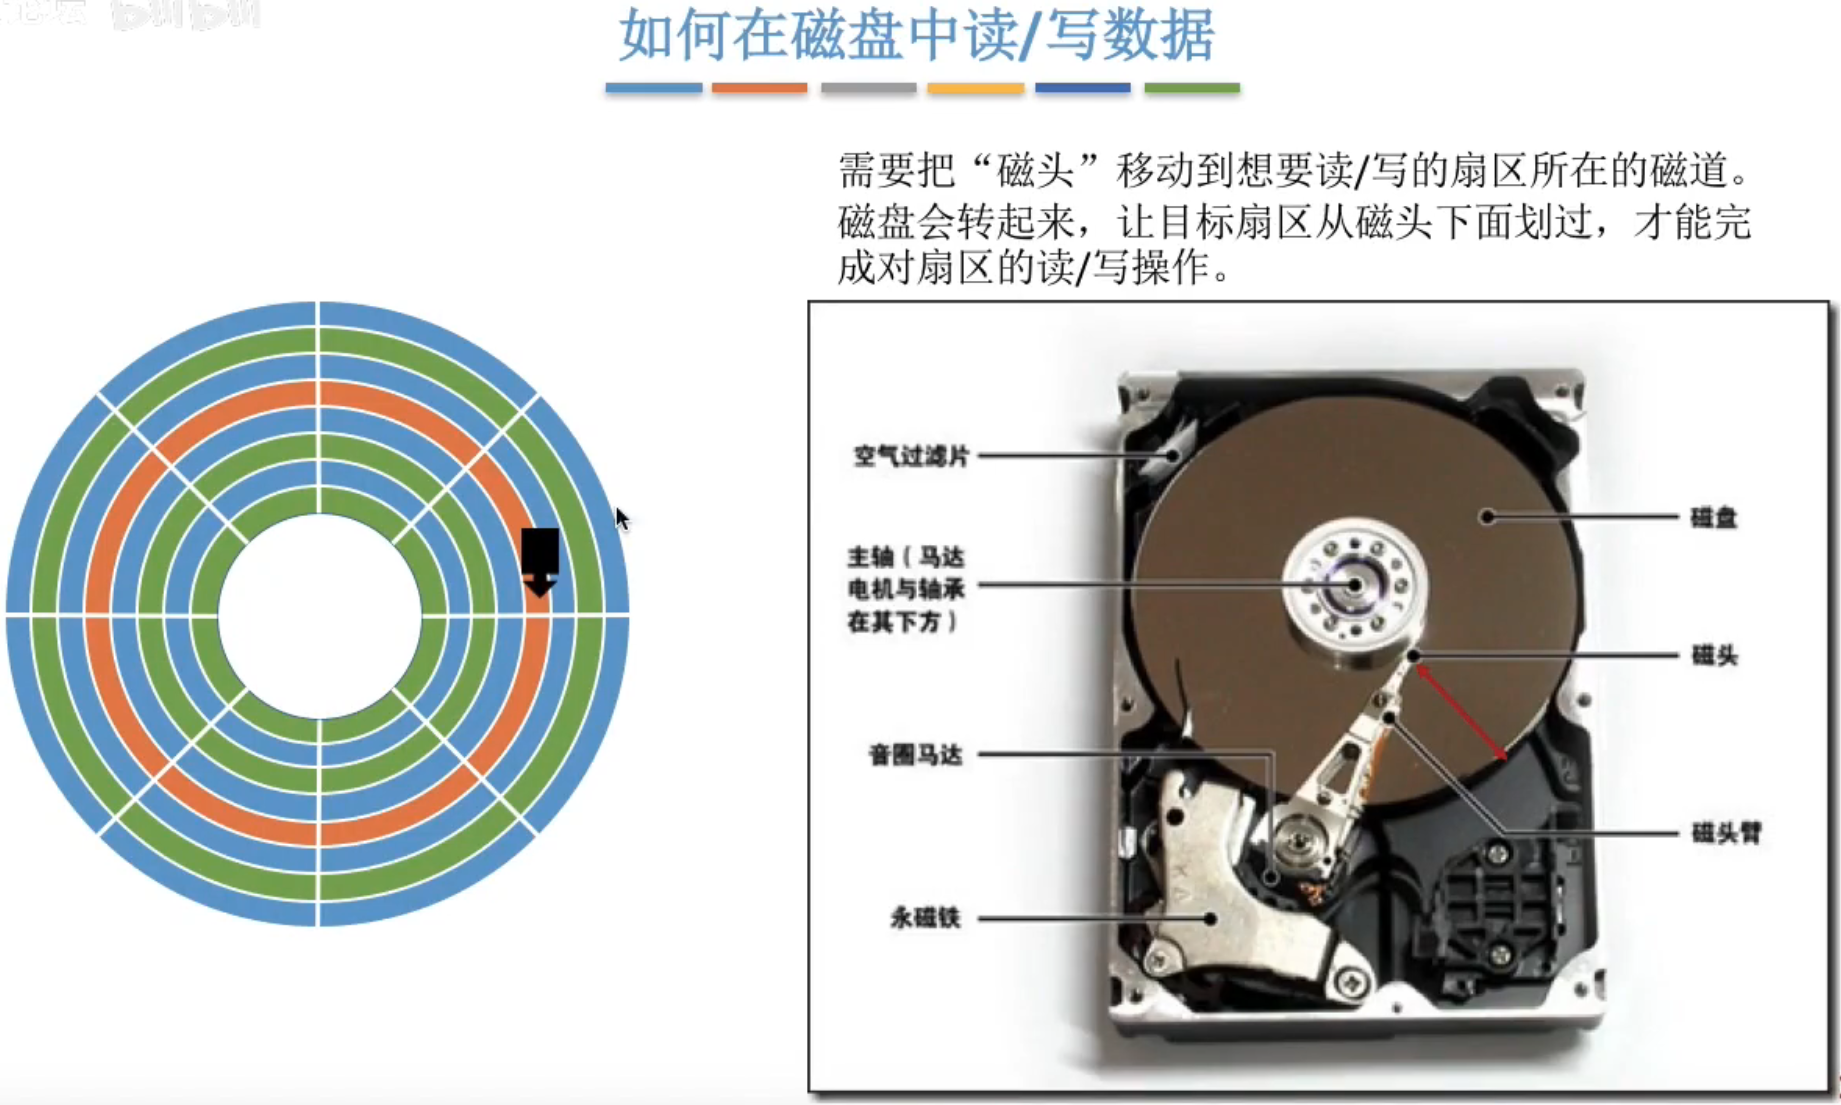 如何在磁盘中读/写数据
需要把“磁头”移动到想要读/写的扇区所在的磁道。
磁盘会转起来，让目标扇区从磁头下面划过，才能完
成对扇区的读/写操作。
空气过滤片
磁盘
主轴（马达
电机与轴承
在其下方）
磁头
音圈马达
磁头臂
永磁铁
bilibili